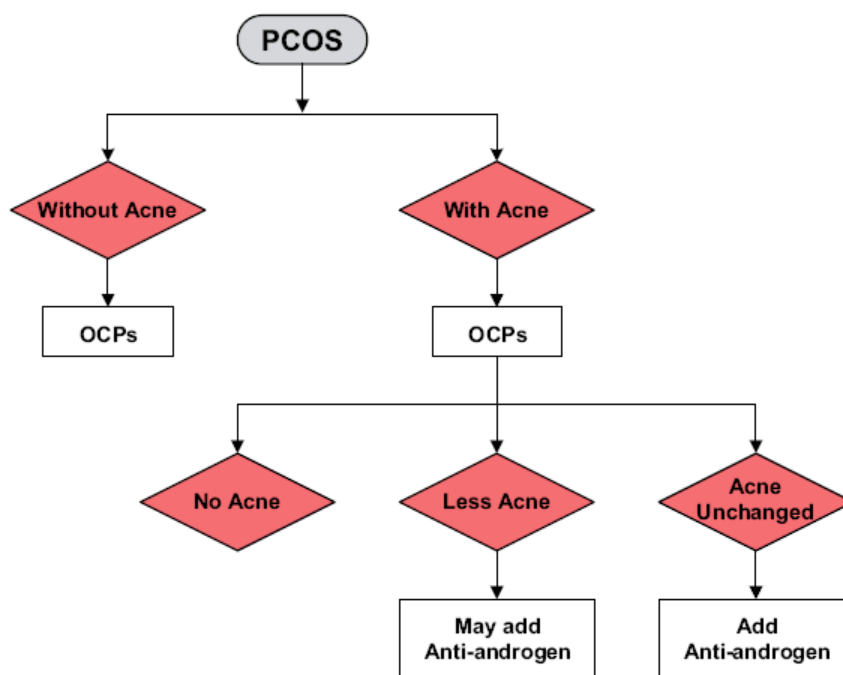 PCOS
Without Acne
With Acne
OCPs
OCPs
No Acne
Less Acne
Acne
Unchanged
May add
Anti-androgen
Add
Anti-androgen